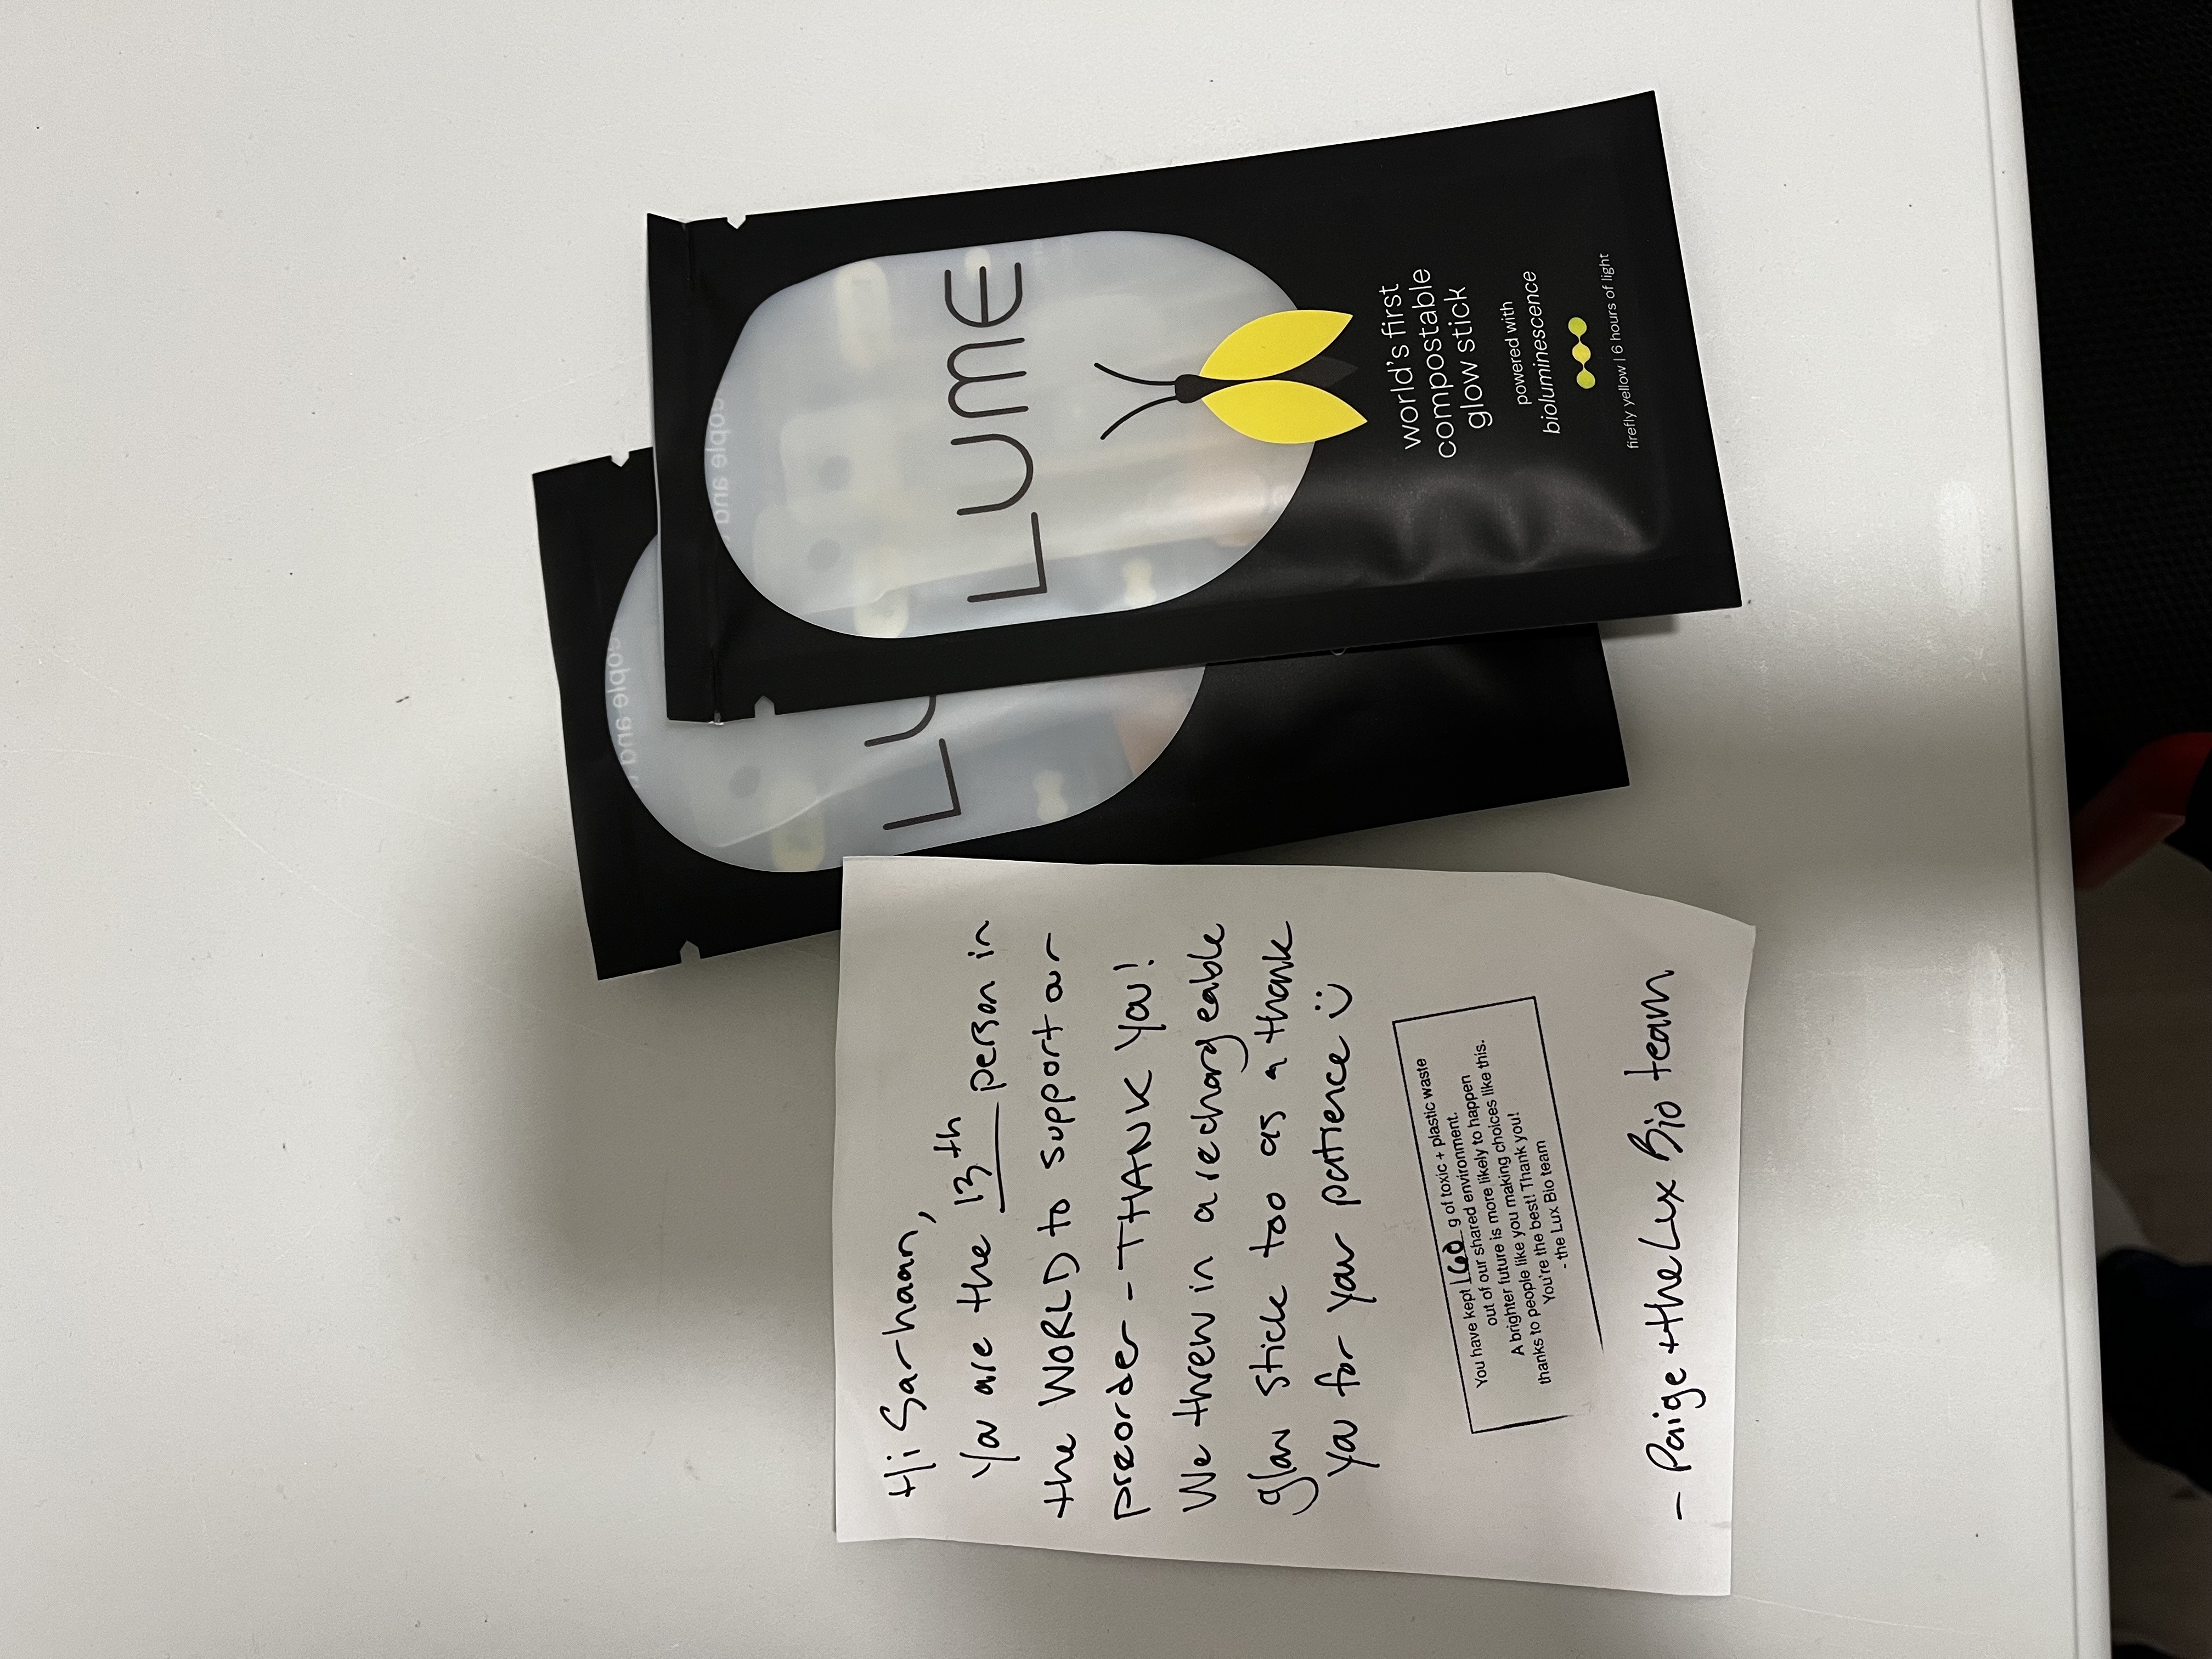 LUME
world's first
compostable
glow stick
powered with
bioluminescence
firefly yellow | 6 hours of light
LU
Hi Sarhaan,
You are the 13th person in
the WORLD to support our
preorder - THANK YOU!
We threw in a rechargeable
glow stick too as a thank
you for your patience :)
You have kept 160 g of toxic + plastic waste
out of our shared environment.
A brighter future is more likely to happen
thanks to people like you making choices like this.
You're the best! Thank you!
- the Lux Bio team
- Paige + the Lux Bio team